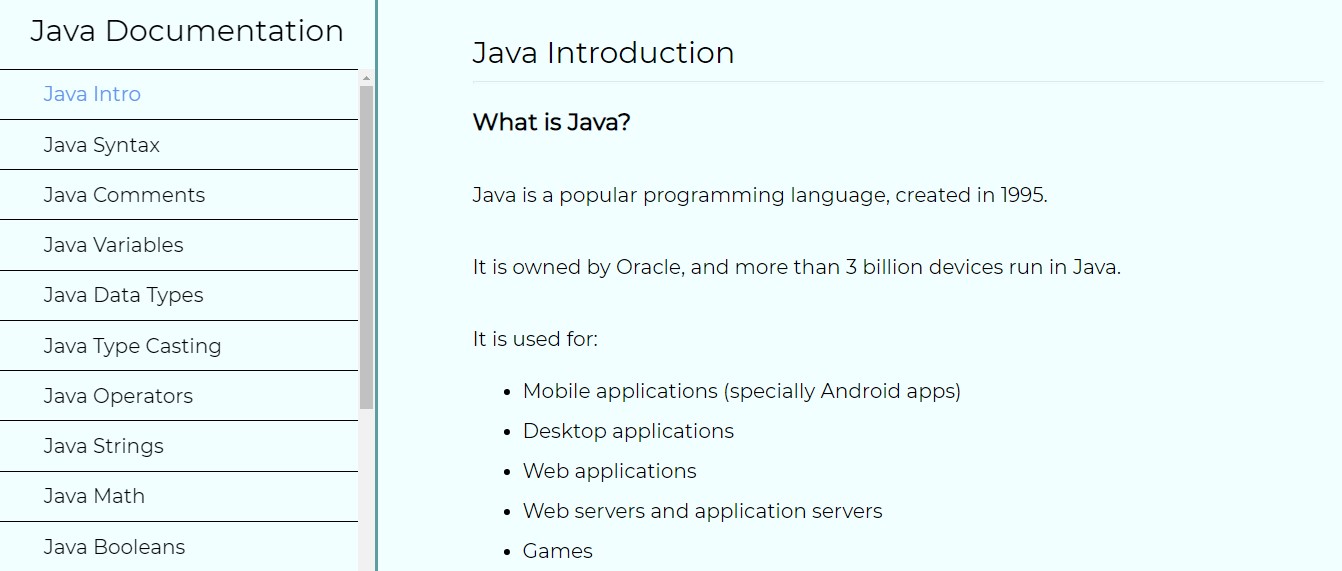 Java Documentation
Java Intro
Java Syntax
Java Comments
Java Variables
Java Data Types
Java Type Casting
Java Operators
Java Strings
Java Math
Java Booleans
Java Introduction
What is Java?
Java is a popular programming language, created in 1995.
It is owned by Oracle, and more than 3 billion devices run in Java.
It is used for:
• Mobile applications (specially Android apps)
• Desktop applications
• Web applications
• Web servers and application servers
• Games